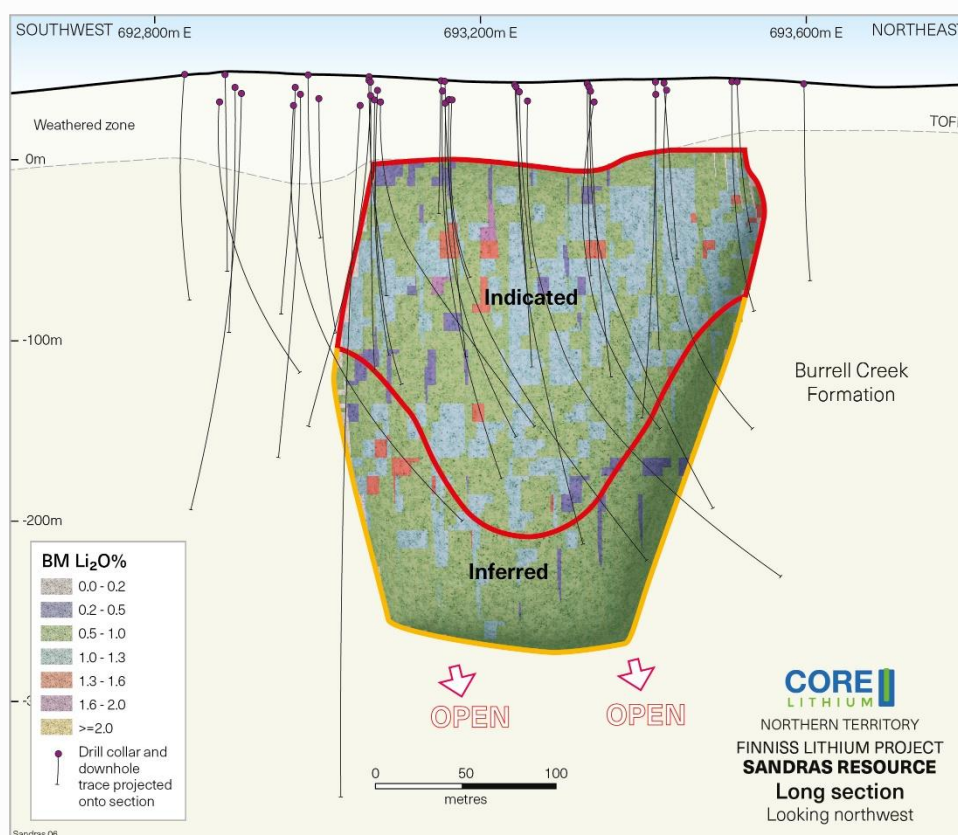 SOUTHWEST 692,800m E 693,200m E 693,600m E NORTHEAST
Weathered zone
0m
Indicated
-100m
Burrell Creek
Formation
-200m
Inferred
BM Li₂O%
0.0 - 0.2
0.2 - 0.5
0.5 - 1.0
1.0 - 1.3
1.3 - 1.6
1.6 - 2.0
>=2.0
Drill collar and
downhole
trace projected
onto section
OPEN OPEN
0 50 100
metres
CORE
LITHIUM
NORTHERN TERRITORY
FINNISS LITHIUM PROJECT
SANDRAS RESOURCE
Long section
Looking northwest